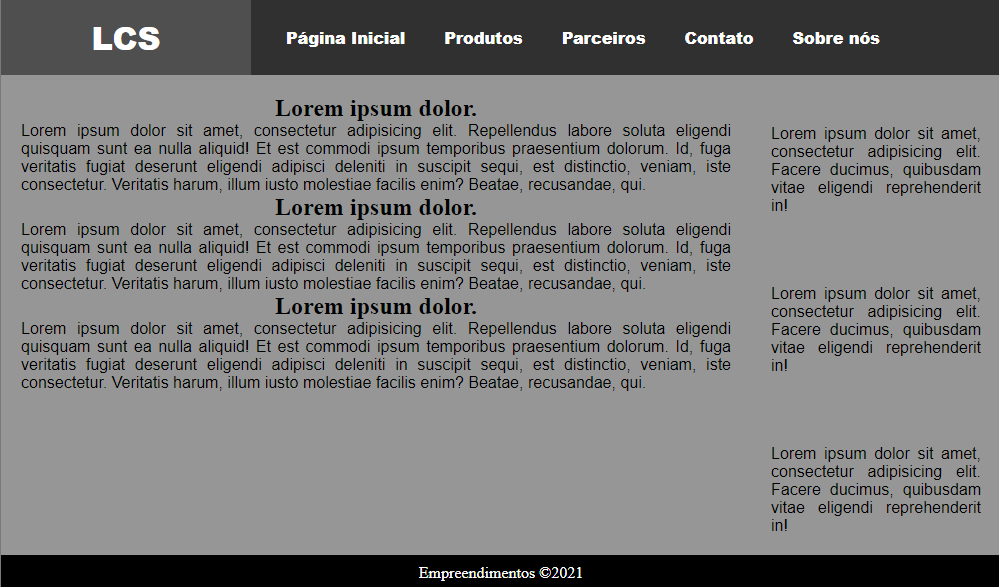 LCS
Página Inicial Produtos Parceiros Contato Sobre nós
Lorem ipsum dolor.
Lorem ipsum dolor sit amet, consectetur adipisicing elit. Repellendus labore soluta eligendi
quisquam sunt ea nulla aliquid! Et est commodi ipsum temporibus praesentium dolorum. Id, fuga
veritatis fugiat deserunt eligendi adipisci deleniti in suscipit sequi, est distinctio, veniam, iste
consectetur. Veritatis harum, illum iusto molestiae facilis enim? Beatae, recusandae, qui.
Lorem ipsum dolor.
Lorem ipsum dolor sit amet, consectetur adipisicing elit. Repellendus labore soluta eligendi
quisquam sunt ea nulla aliquid! Et est commodi ipsum temporibus praesentium dolorum. Id, fuga
veritatis fugiat deserunt eligendi adipisci deleniti in suscipit sequi, est distinctio, veniam, iste
consectetur. Veritatis harum, illum iusto molestiae facilis enim? Beatae, recusandae, qui.
Lorem ipsum dolor.
Lorem ipsum dolor sit amet, consectetur adipisicing elit. Repellendus labore soluta eligendi
quisquam sunt ea nulla aliquid! Et est commodi ipsum temporibus praesentium dolorum. Id, fuga
veritatis fugiat deserunt eligendi adipisci deleniti in suscipit sequi, est distinctio, veniam, iste
consectetur. Veritatis harum, illum iusto molestiae facilis enim? Beatae, recusandae, qui.
Lorem ipsum dolor sit amet,
consectetur adipisicing elit.
Facere ducimus, quibusdam
vitae eligendi reprehenderit
in!
Lorem ipsum dolor sit amet,
consectetur adipisicing elit.
Facere ducimus, quibusdam
vitae eligendi reprehenderit
in!
Lorem ipsum dolor sit amet,
consectetur adipisicing elit.
Facere ducimus, quibusdam
vitae eligendi reprehenderit
in!
Empreendimentos ©2021